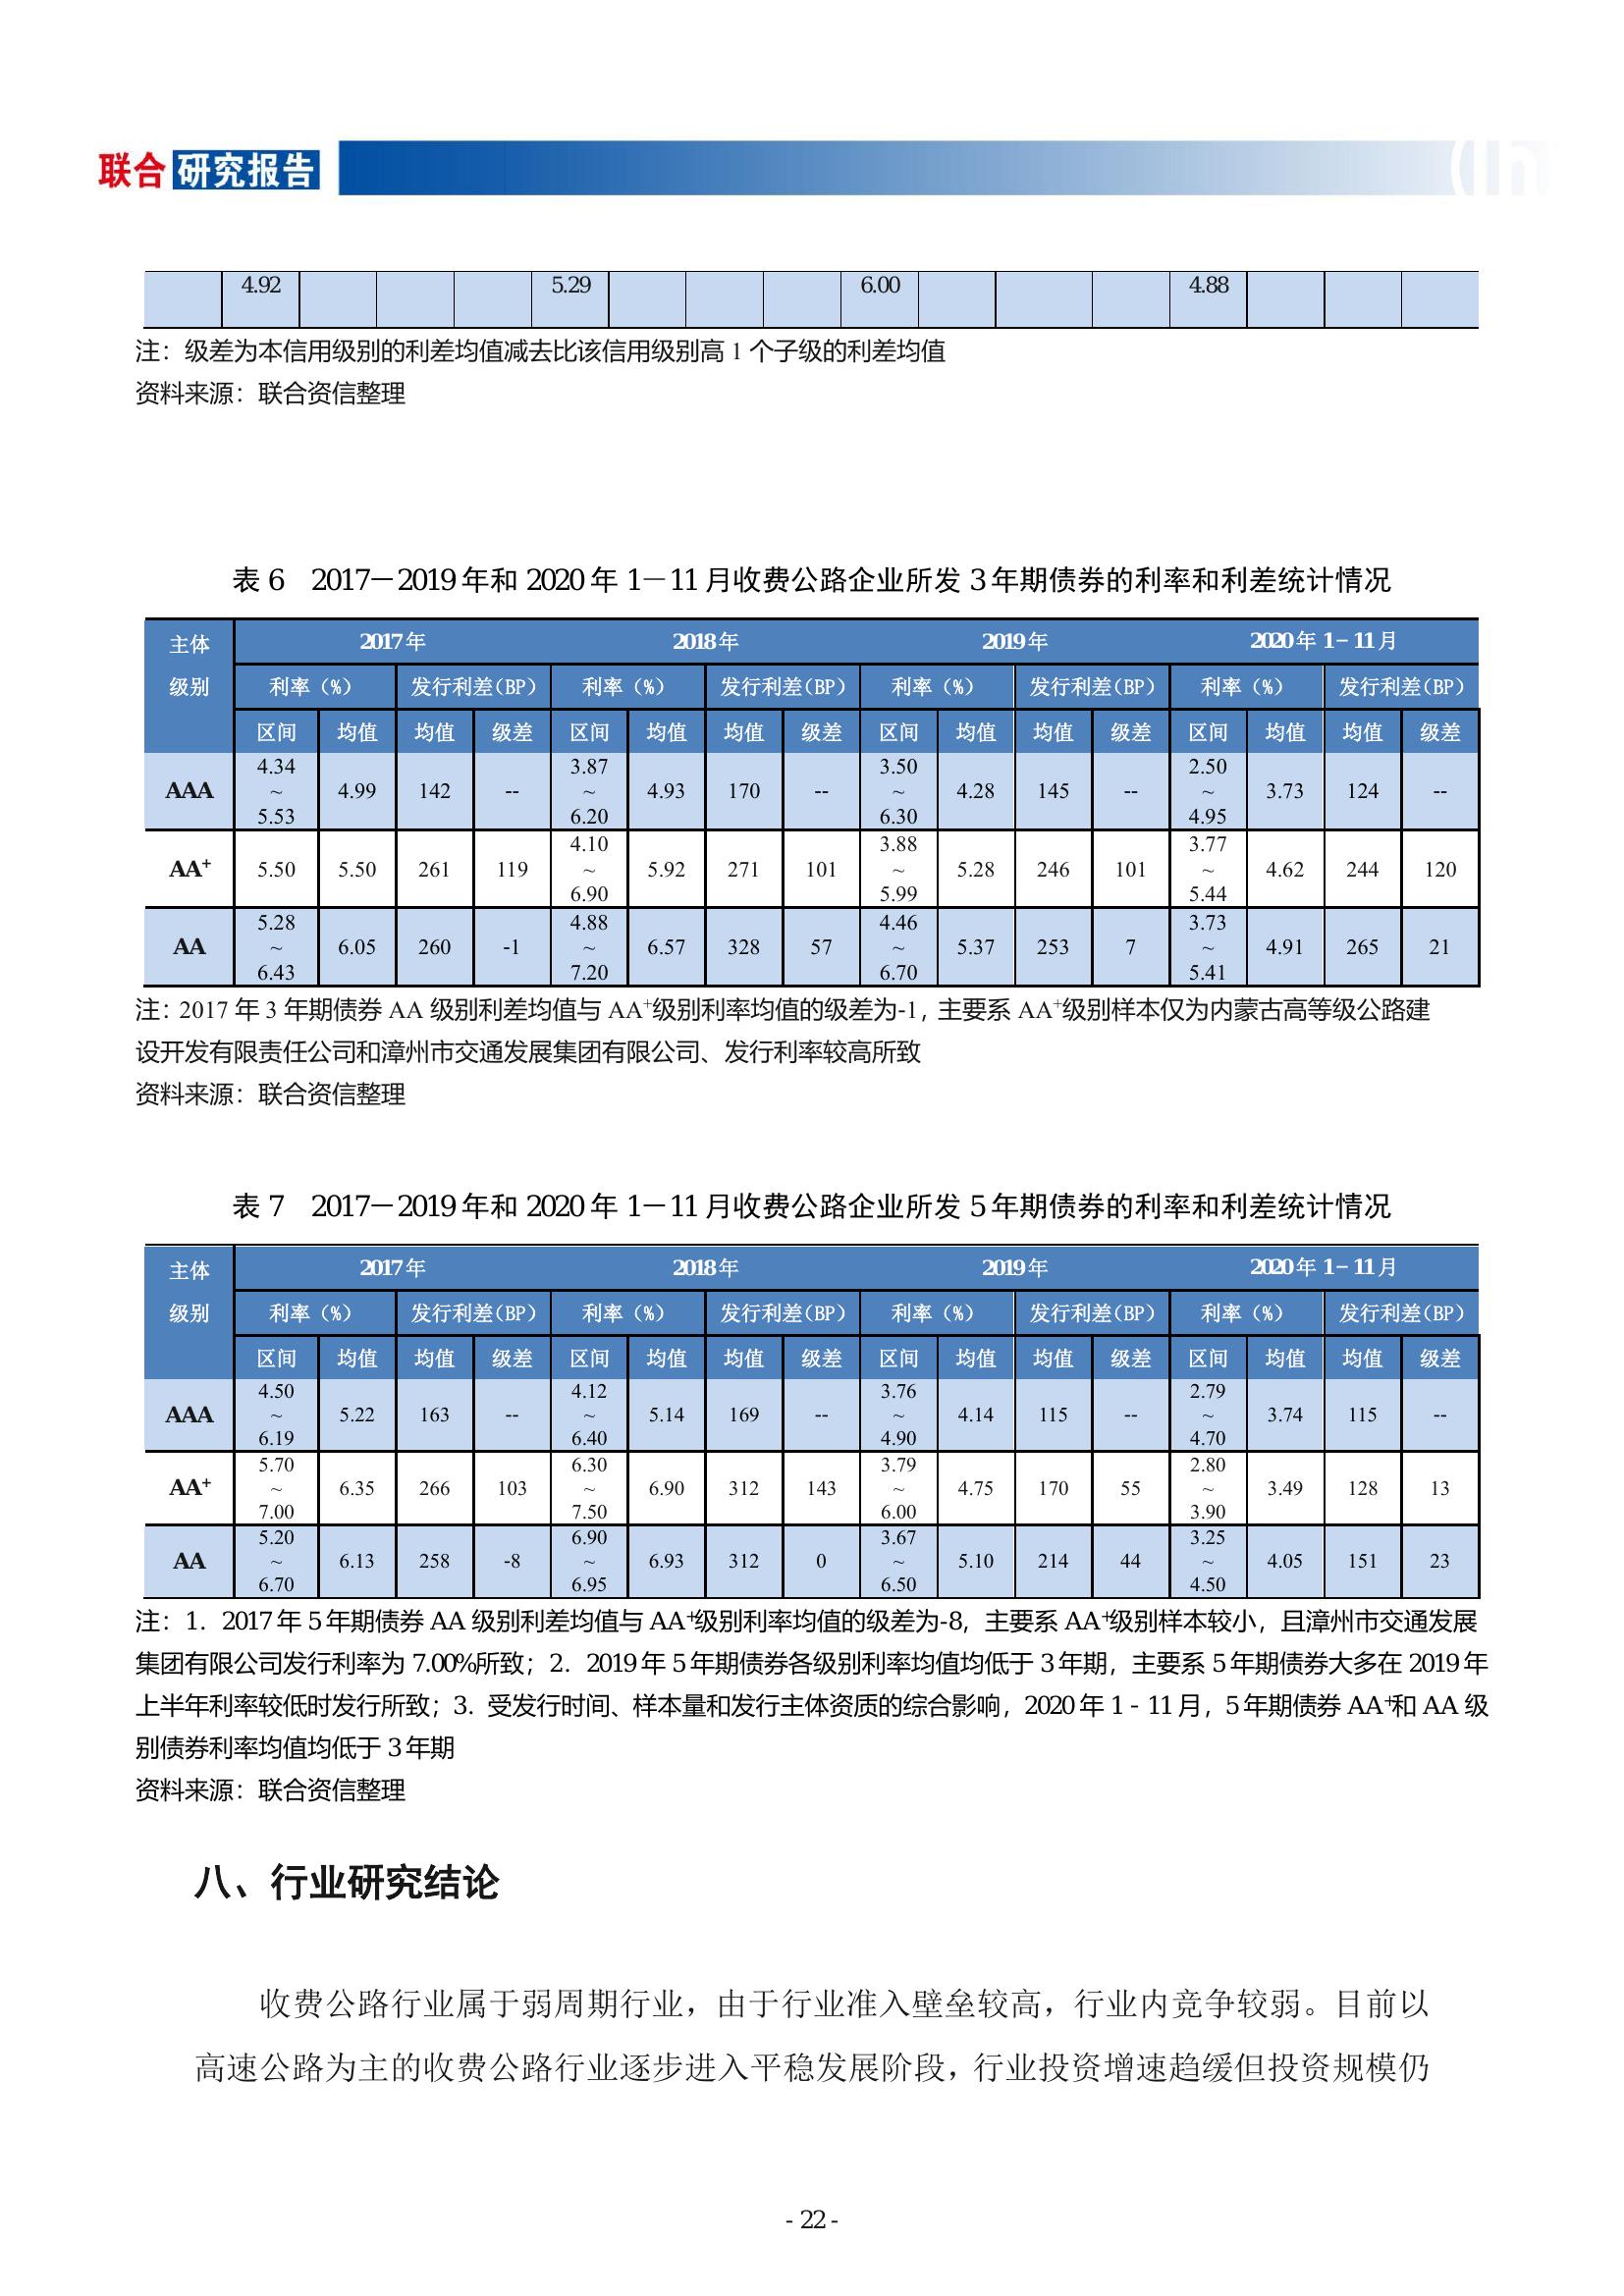 联合 研究报告
4.92 5.29 6.00 4.88
注：级差为本信用级别的利差均值减去比该信用级别高 1 个子级的利差均值
资料来源：联合资信整理
表 6 2017－2019 年和 2020 年 1－11 月收费公路企业所发 3 年期债券的利率和利差统计情况
主体级别 2017 年 2018 年 2019 年 2020 年 1－11 月
利率（%） 发行利差(BP) 利率（%） 发行利差(BP) 利率（%） 发行利差(BP) 利率（%） 发行利差(BP)
区间 均值 均值 级差 区间 均值 均值 级差 区间 均值 均值 级差 区间 均值 均值 级差
AAA 4.34~5.53 4.99 142 -- 3.87~6.20 4.93 170 -- 3.50~6.30 4.28 145 -- 2.50~4.95 3.73 124 --
AA+ 5.50 5.50 261 119 4.10~6.90 5.92 271 101 3.88~5.99 5.28 246 101 3.77~5.44 4.62 244 120
AA 5.28~6.43 6.05 260 -1 4.88~7.20 6.57 328 57 4.46~6.70 5.37 253 7 3.73~5.41 4.91 265 21
注：2017 年 3 年期债券 AA 级别利差均值与 AA+级别利率均值的级差为-1，主要系 AA+级别样本仅为内蒙古高等级公路建
设开发有限责任公司和漳州市交通发展集团有限公司、发行利率较高所致
资料来源：联合资信整理
表 7 2017－2019 年和 2020 年 1－11 月收费公路企业所发 5 年期债券的利率和利差统计情况
主体级别 2017 年 2018 年 2019 年 2020 年 1－11 月
利率（%） 发行利差(BP) 利率（%） 发行利差(BP) 利率（%） 发行利差(BP) 利率（%） 发行利差(BP)
区间 均值 均值 级差 区间 均值 均值 级差 区间 均值 均值 级差 区间 均值 均值 级差
AAA 4.50~6.19 5.22 163 -- 4.12~6.40 5.14 169 -- 3.76~4.90 4.14 115 -- 2.79~4.70 3.74 115 --
AA+ 5.70~7.00 6.35 266 103 6.30~7.50 6.90 312 143 3.79~6.00 4.75 170 55 2.80~3.90 3.49 128 13
AA 5.20~6.70 6.13 258 -8 6.90~6.95 6.93 312 0 3.67~6.50 5.10 214 44 3.25~4.50 4.05 151 23
注：1．2017 年 5 年期债券 AA 级别利差均值与 AA+级别利率均值的级差为-8，主要系 AA+级别样本较小，且漳州市交通发展
集团有限公司发行利率为 7.00%所致；2．2019 年 5 年期债券各级别利率均值均低于 3 年期，主要系 5 年期债券大多在 2019 年
上半年利率较低时发行所致；3．受发行时间、样本量和发行主体资质的综合影响，2020 年 1－11 月，5 年期债券 AA+和 AA 级
别债券利率均值均低于 3 年期
资料来源：联合资信整理
八、行业研究结论
收费公路行业属于弱周期行业，由于行业准入壁垒较高，行业内竞争较弱。目前以
高速公路为主的收费公路行业逐步进入平稳发展阶段，行业投资增速趋缓但投资规模仍
- 22 -